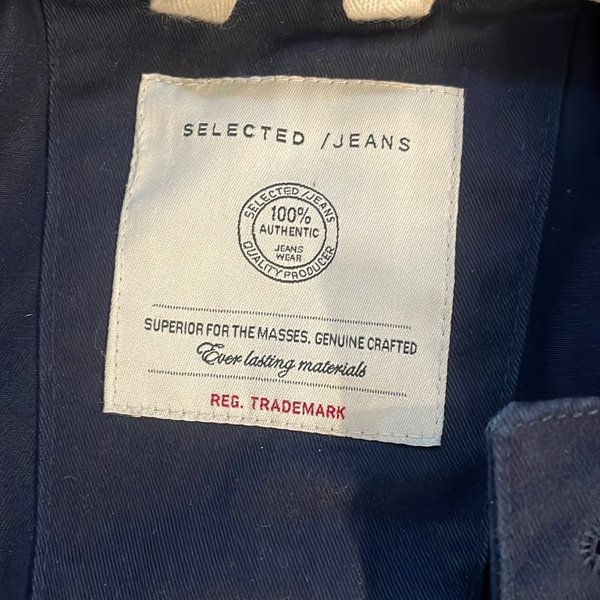 SELECTED /JEANS
SELECTED/JEANS
100%
AUTHENTIC
JEANS
WEAR
QUALITY PRODUCER
SUPERIOR FOR THE MASSES. GENUINE CRAFTED
Ever lasting materials
REG. TRADEMARK